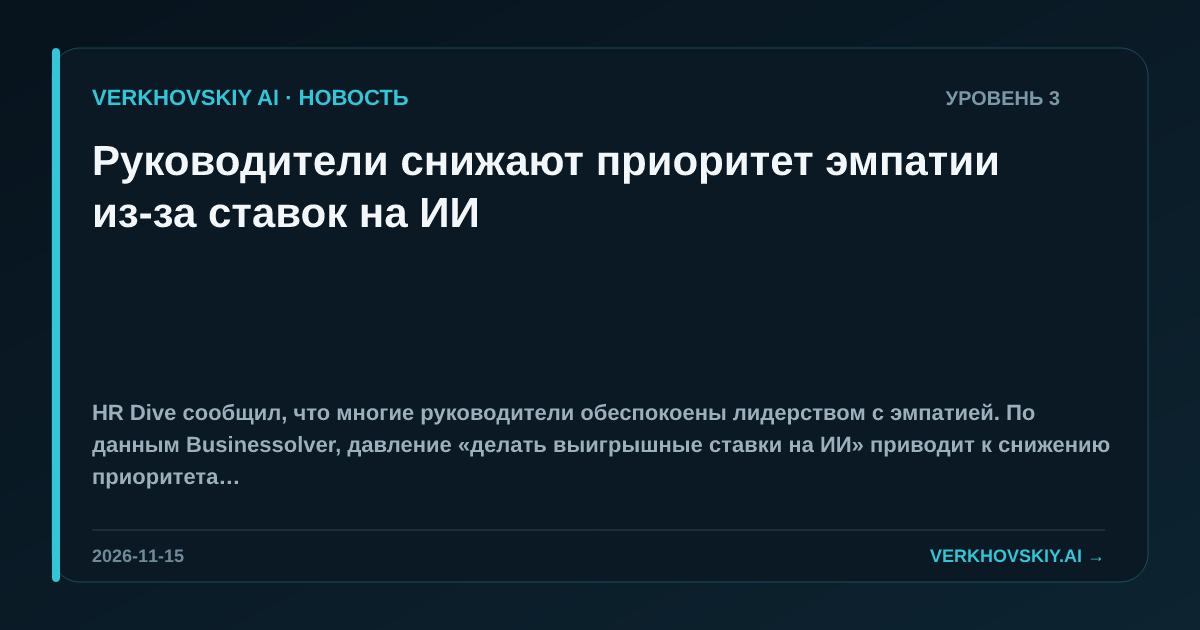 VERKHOVSKIY AI · НОВОСТЬ
УРОВЕНЬ 3
Руководители снижают приоритет эмпатии
из-за ставок на ИИ
HR Dive сообщил, что многие руководители обеспокоены лидерством с эмпатией. По
данным Businessolver, давление «делать выигрышные ставки на ИИ» приводит к снижению
приоритета…
2026-11-15
VERKHOVSKIY.AI →